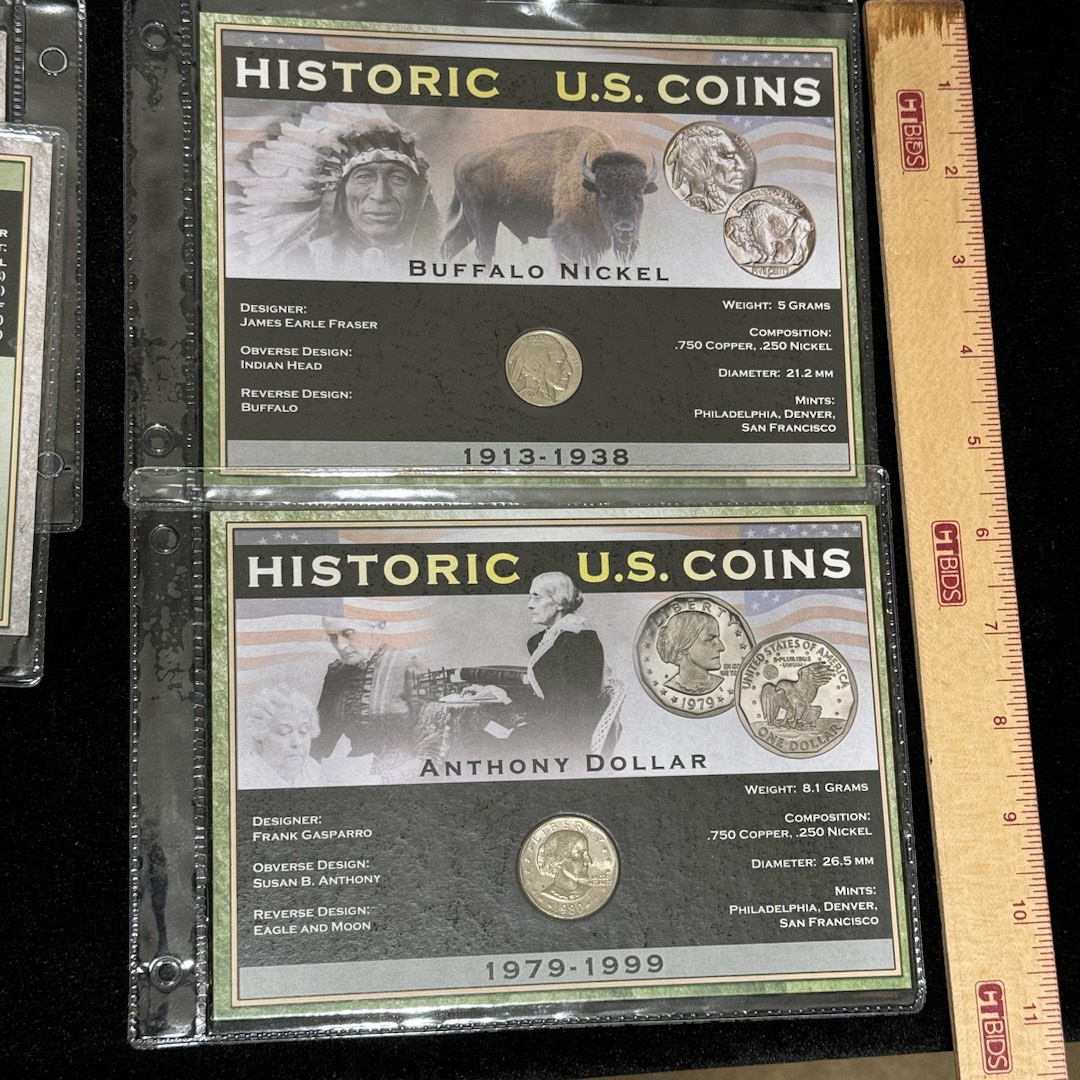 HISTORIC U.S. COINS
BUFFALO NICKEL
DESIGNER:
JAMES EARLE FRASER
OBVERSE DESIGN:
INDIAN HEAD
REVERSE DESIGN:
BUFFALO
WEIGHT: 5 GRAMS
COMPOSITION:
.750 COPPER, .250 NICKEL
DIAMETER: 21.2 MM
MINTS:
PHILADELPHIA, DENVER,
SAN FRANCISCO
1913-1938
HISTORIC U.S. COINS
LIBERTY
1979
UNITED STATES OF AMERICA
E·PLURIBUS
UNUM
ONE DOLLAR
ANTHONY DOLLAR
DESIGNER:
FRANK GASPARRO
OBVERSE DESIGN:
SUSAN B. ANTHONY
REVERSE DESIGN:
EAGLE AND MOON
LIBERTY
1980
WEIGHT: 8.1 GRAMS
COMPOSITION:
.750 COPPER, .250 NICKEL
DIAMETER: 26.5 MM
MINTS:
PHILADELPHIA, DENVER,
SAN FRANCISCO
1979-1999
1
CTBIDS
2
3
4
5
6
CTBIDS
7
8
9
10
11
CTBIDS